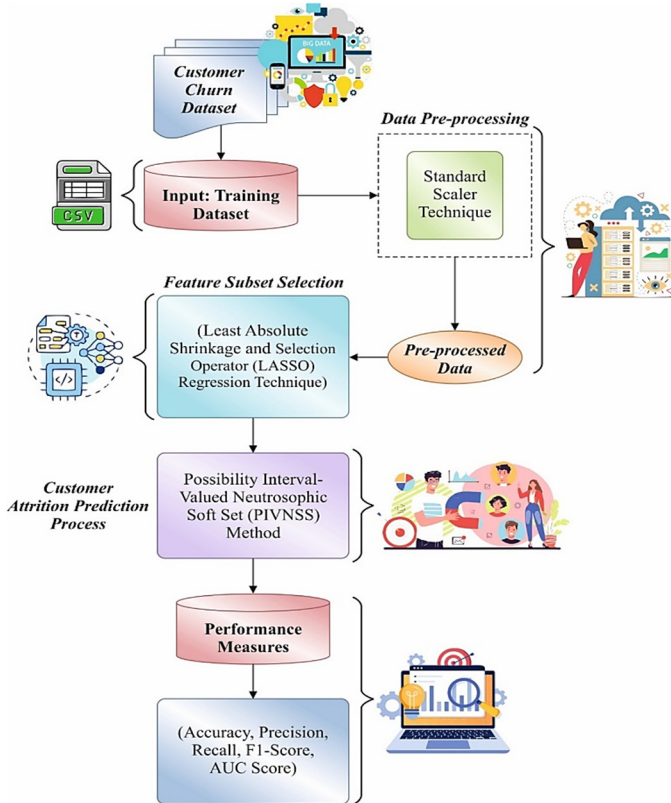 Customer
Churn
Dataset
BIG DATA
Data Pre-processing
CSV
Input: Training
Dataset
Standard
Scaler
Technique
Feature Subset Selection
(Least Absolute
Shrinkage and Selection
Operator (LASSO)
Regression Technique)
Pre-processed
Data
Customer
Attrition Prediction
Process
Possibility Interval-
Valued Neutrosophic
Soft Set (PIVNSS)
Method
Performance
Measures
(Accuracy, Precision,
Recall, F1-Score,
AUC Score)